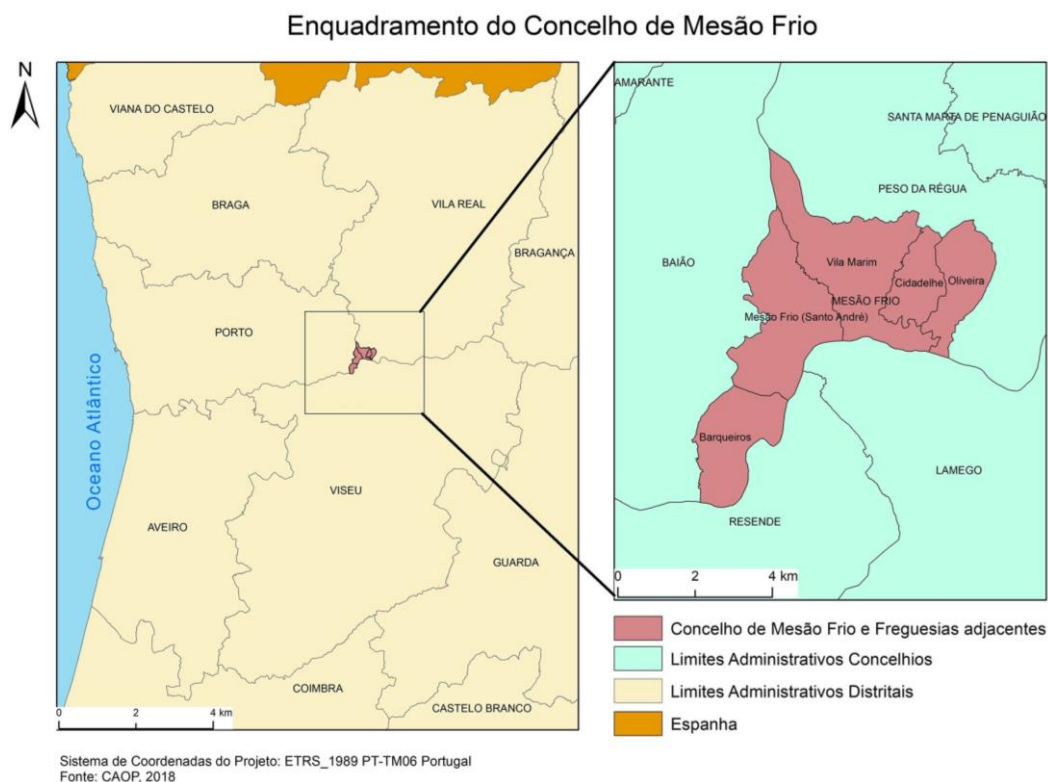 Enquadramento do Concelho de Mesão Frio
N
VIANA DO CASTELO
BRAGA
VILA REAL
BRAGANÇA
PORTO
Oceano Atlântico
VISEU
AVEIRO
GUARDA
COIMBRA
CASTELO BRANCO
0 2 4 km
AMARANTE
SANTA MARTA DE PENAGUIÃO
PESO DA RÉGUA
BAIÃO
Vila Marim
Cidadelhe
Oliveira
MESÃO FRIO
Mesão Frio (Santo André)
Barqueiros
LAMEGO
RESENDE
0 2 4 km
Concelho de Mesão Frio e Freguesias adjacentes
Limites Administrativos Concelhios
Limites Administrativos Distritais
Espanha
Sistema de Coordenadas do Projeto: ETRS_1989 PT-TM06 Portugal
Fonte: CAOP, 2018